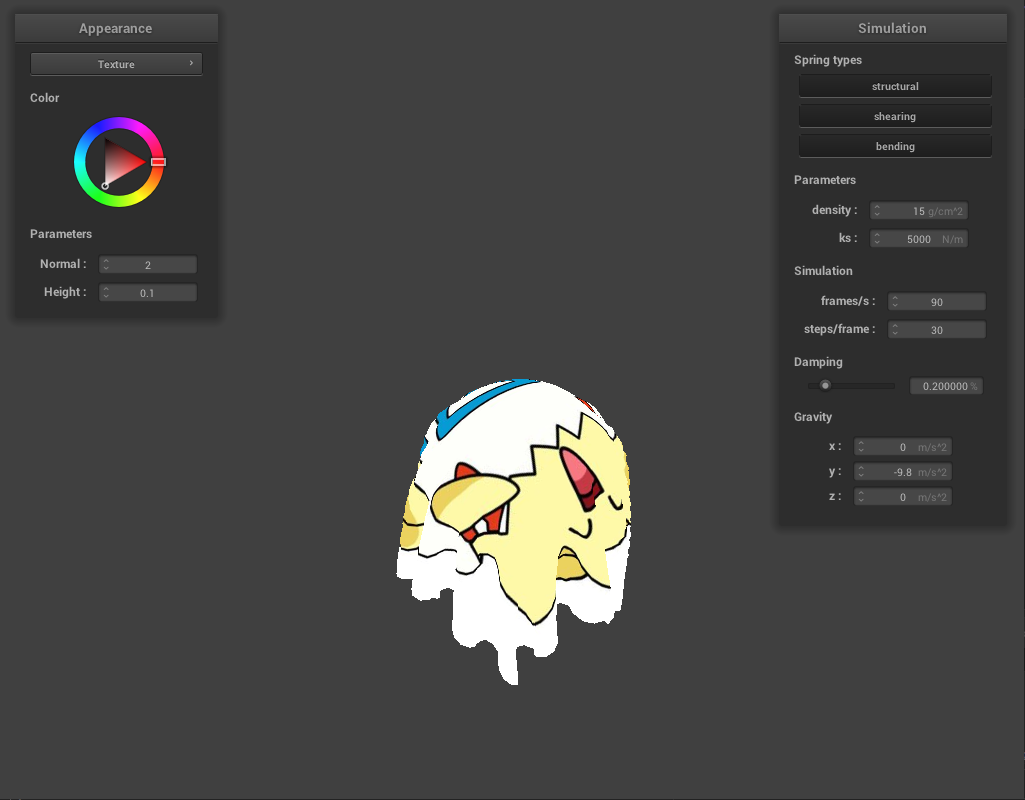 Appearance
Texture
Color
Parameters
Normal : 2
Height : 0.1
Simulation
Spring types
structural
shearing
bending
Parameters
density : 15 g/cm^2
ks : 5000 N/m
Simulation
frames/s : 90
steps/frame : 30
Damping
0.200000 %
Gravity
x : 0 m/s^2
y : -9.8 m/s^2
z : 0 m/s^2